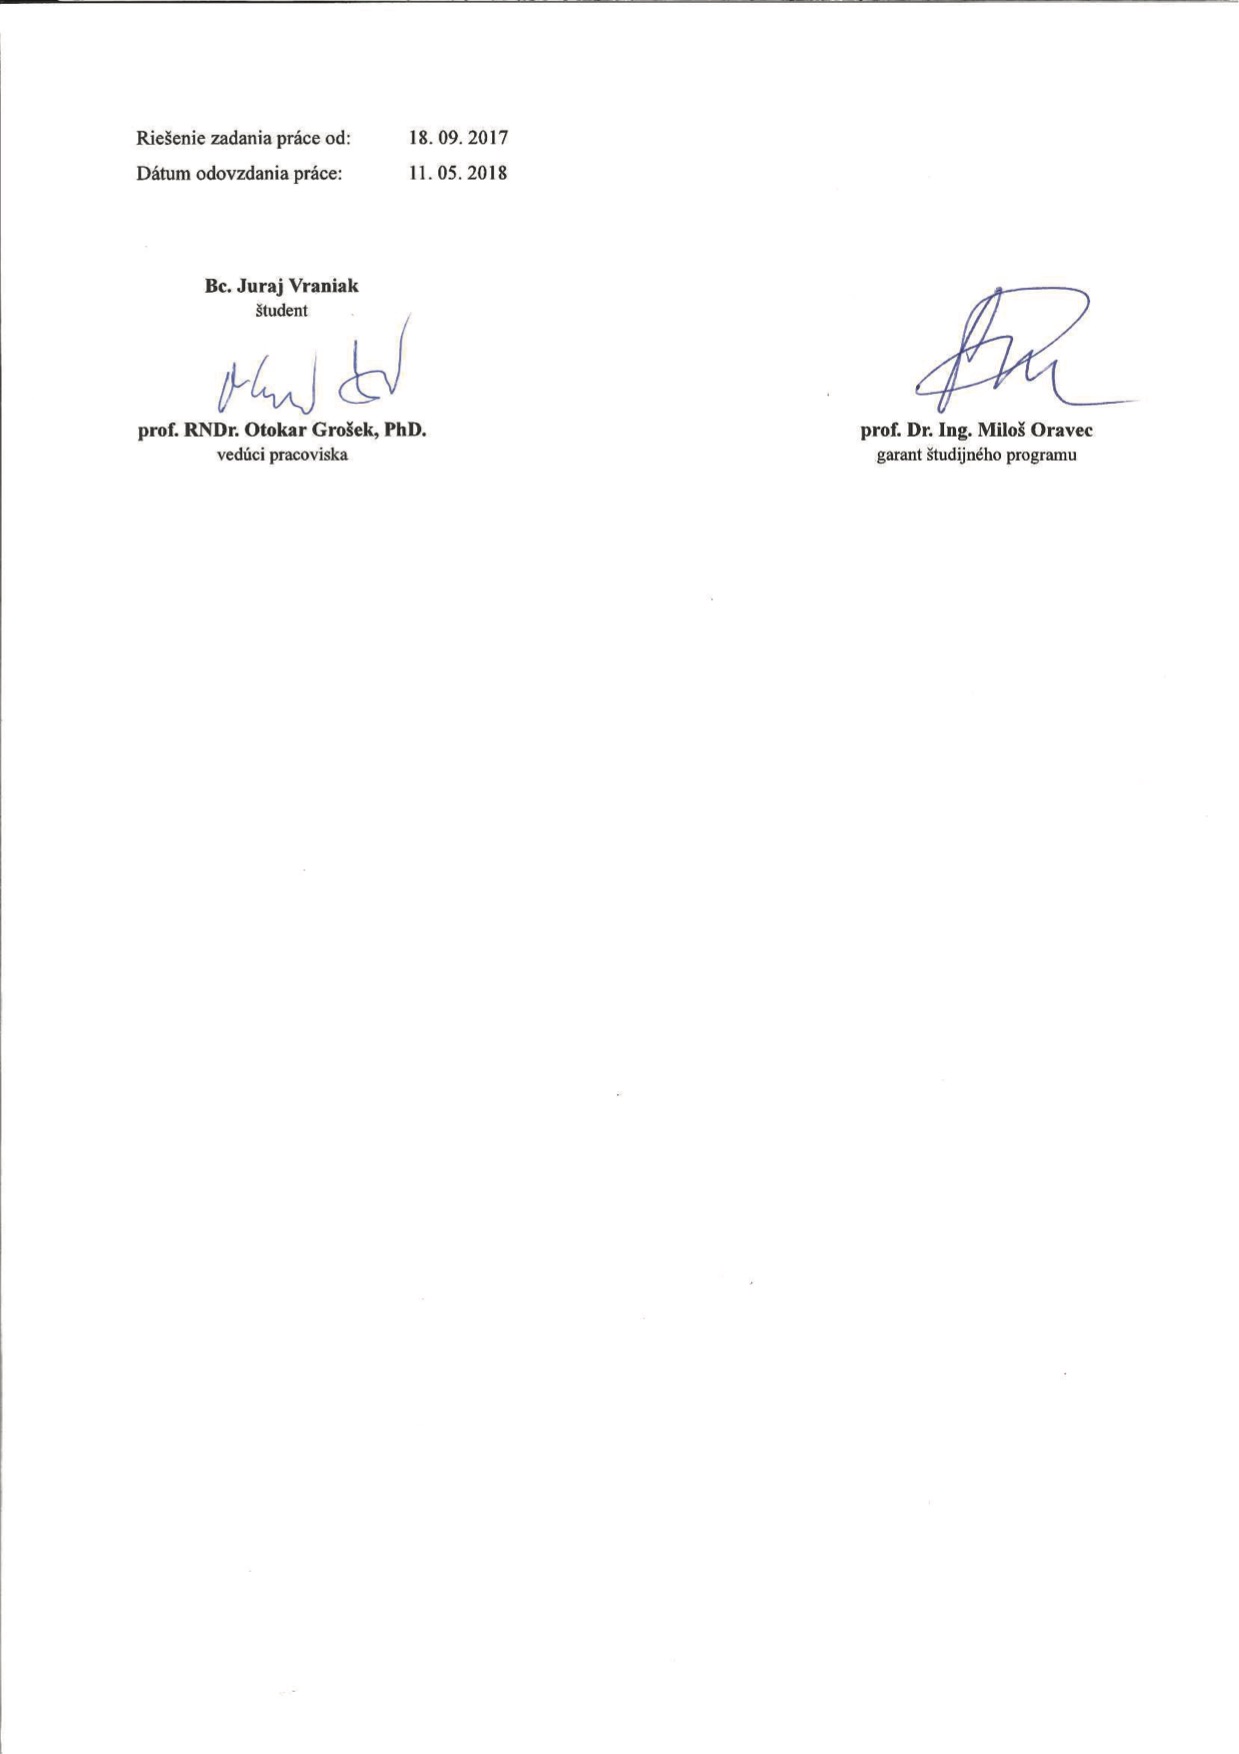 Riešenie zadania práce od: 18. 09. 2017
Dátum odovzdania práce: 11. 05. 2018
Bc. Juraj Vraniak
študent
prof. RNDr. Otokar Grošek, PhD.
vedúci pracoviska
prof. Dr. Ing. Miloš Oravec
garant študijného programu